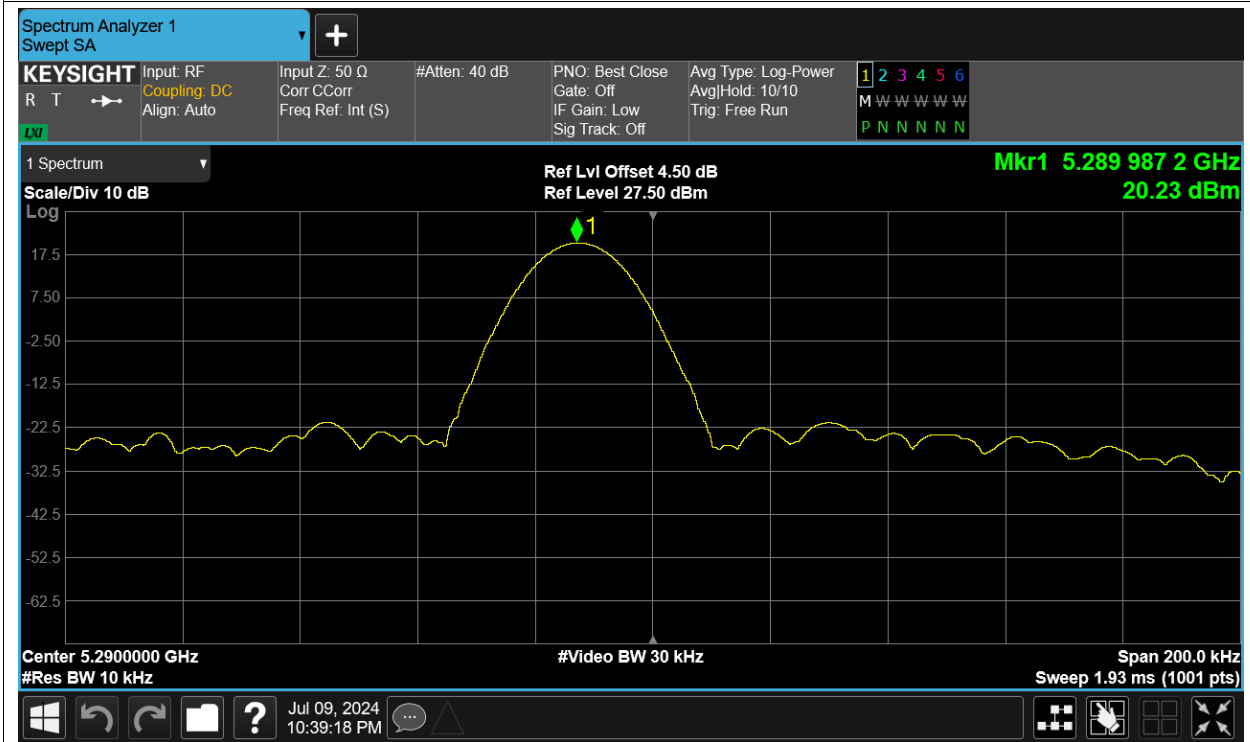 Spectrum Analyzer 1
Swept SA
KEYSIGHT
R T
LXI
Input: RF
Coupling: DC
Align: Auto
Input Z: 50 Ω
Corr CCorr
Freq Ref: Int (S)
#Atten: 40 dB
PNO: Best Close
Gate: Off
IF Gain: Low
Sig Track: Off
Avg Type: Log-Power
Avg|Hold: 10/10
Trig: Free Run
1 2 3 4 5 6
M W W W W W
P N N N N N
1 Spectrum
Scale/Div 10 dB
Log
Ref Lvl Offset 4.50 dB
Ref Level 27.50 dBm
Mkr1 5.289 987 2 GHz
20.23 dBm
1
17.5
7.50
-2.50
-12.5
-22.5
-32.5
-42.5
-52.5
-62.5
Center 5.2900000 GHz
#Res BW 10 kHz
#Video BW 30 kHz
Span 200.0 kHz
Sweep 1.93 ms (1001 pts)
?
Jul 09, 2024
10:39:18 PM